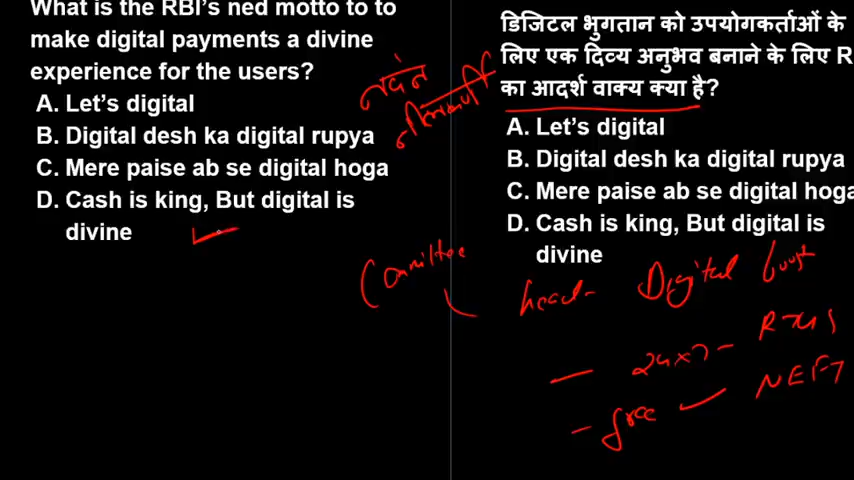 What is the RBI's ned motto to to
make digital payments a divine
experience for the users?
A. Let's digital
B. Digital desh ka digital rupya
C. Mere paise ab se digital hoga
D. Cash is king, But digital is
divine
डिजिटल भुगतान को उपयोगकर्ताओं के
लिए एक दिव्य अनुभव बनाने के लिए R
का आदर्श वाक्य क्या है?
A. Let's digital
B. Digital desh ka digital rupya
C. Mere paise ab se digital hoga
D. Cash is king, But digital is
divine
Committee
head - Digital
- 24x7 - RTGS
- free NEFT